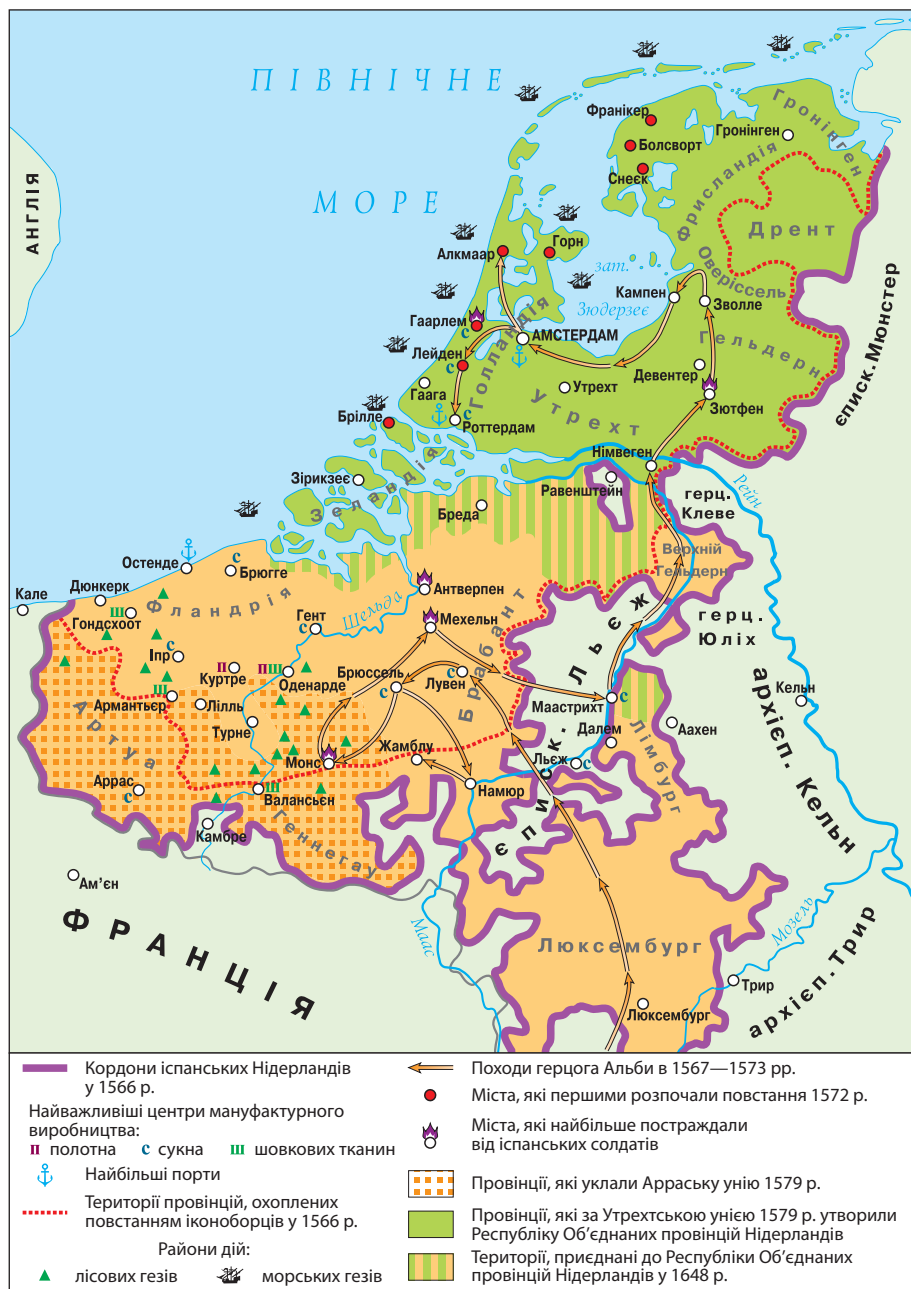 ПІВНІЧНЕ
МОРЕ
АНГЛІЯ
Франікер
Болсворт
Снеєк
Гронінген
Гронінген
Фрисландія
Дрент
Оверіссель
Алкмаар
Горн
зат.
Зюдерзеє
Кампен
Зволле
Гаарлем
с
АМСТЕРДАМ
Голландія
Гельдерн
Лейден
с
Девентер
Гаага
Утрехт
Утрехт
Зютфен
єписк. Мюнстер
Брілле
с
Роттердам
Німвеген
Рейн
Зірикзеє
Зеландія
Равенштейн
герц.
Клеве
Бреда
Верхній
Гельдерн
Остенде
с
Брюгге
Антверпен
Кале
Дюнкерк
Фландрія
Шельда
Гондсхоот
ш
Гент
с
Мехельн
Брабант
герц.
Юліх
Іпр
с
п
Куртре
пш
Оденарде
Брюссель
с
с
Лувен
єписк. Льєж
Маастрихт
с
архієп. Кельн
Кельн
ш
Армантьєр
Лілль
Турне
Артуа
Далем
Лімбург
Аахен
Монс
Жамблу
Льєж
с
Аррас
с
Валансьєн
ш
Намюр
Камбре
Геннегау
Ам’єн
ФРАНЦІЯ
Маас
Люксембург
Мозель
архієп. Трир
Трир
Люксембург
Кордони іспанських Нідерландів
у 1566 р.
Найважливіші центри мануфактурного
виробництва:
п полотна с сукна ш шовкових тканин
Найбільші порти
Території провінцій, охоплених
повстанням іконоборців у 1566 р.
Райони дій:
лісових гезів морських гезів
Походи герцога Альби в 1567—1573 рр.
Міста, які першими розпочали повстання 1572 р.
Міста, які найбільше постраждали
від іспанських солдатів
Провінції, які уклали Арраську унію 1579 р.
Провінції, які за Утрехтською унією 1579 р. утворили
Республіку Об’єднаних провінцій Нідерландів
Території, приєднані до Республіки Об’єднаних
провінцій Нідерландів у 1648 р.